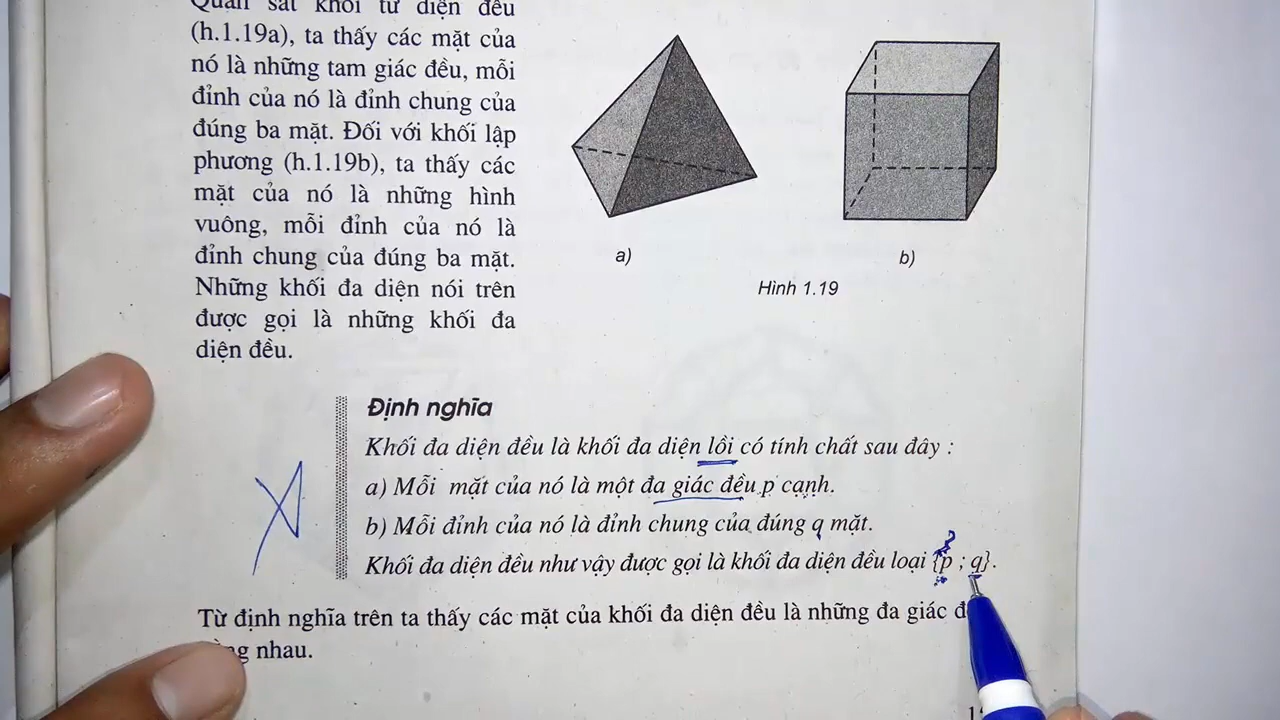 Quan sát khối tứ diện đều
(h.1.19a), ta thấy các mặt của
nó là những tam giác đều, mỗi
đỉnh của nó là đỉnh chung của
đúng ba mặt. Đối với khối lập
phương (h.1.19b), ta thấy các
mặt của nó là những hình
vuông, mỗi đỉnh của nó là
đỉnh chung của đúng ba mặt.
Những khối đa diện nói trên
được gọi là những khối đa
diện đều.
a)
b)
Hình 1.19
Định nghĩa
Khối đa diện đều là khối đa diện lồi có tính chất sau đây :
a) Mỗi mặt của nó là một đa giác đều p cạnh.
b) Mỗi đỉnh của nó là đỉnh chung của đúng q mặt.
Khối đa diện đều như vậy được gọi là khối đa diện đều loại {p ; q}.
Từ định nghĩa trên ta thấy các mặt của khối đa diện đều là những đa giác
nhau.